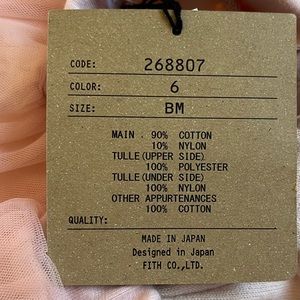 CODE: 268807
COLOR: 6
SIZE: BM
MAIN . 90% COTTON
10% NYLON
TULLE(UPPER SIDE)
100% POLYESTER
TULLE(UNDER SIDE)
100% NYLON
OTHER APPURTENANCES
100% COTTON
QUALITY:
MADE IN JAPAN
Designed in Japan
FITH CO.,LTD.